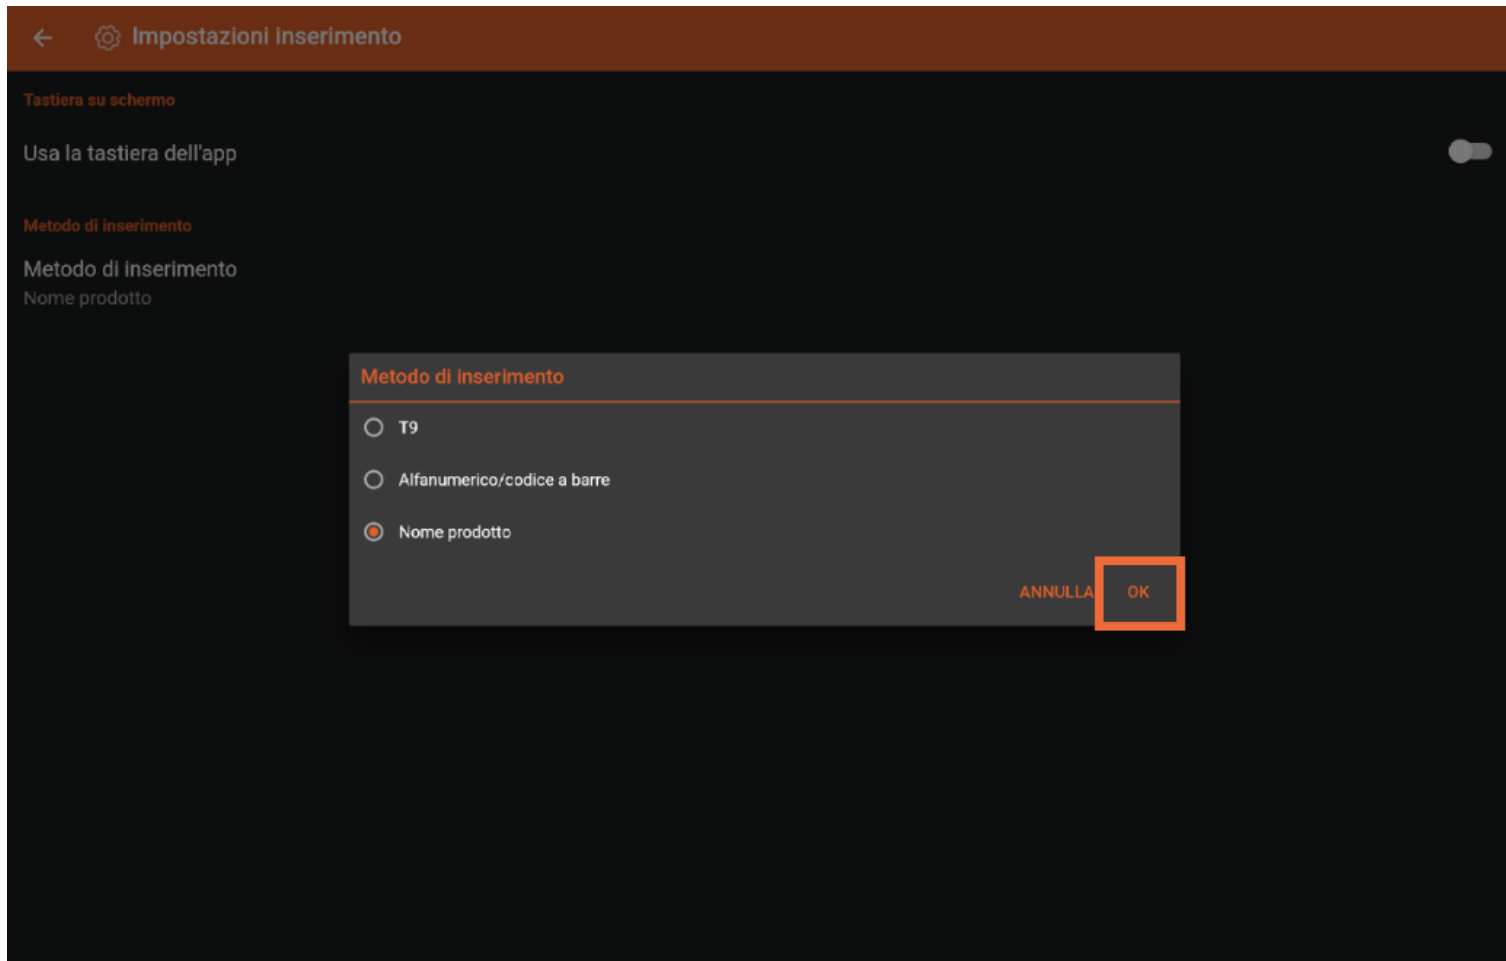 Impostazioni inserimento
Tastiera su schermo
Usa la tastiera dell'app
Metodo di inserimento
Metodo di inserimento
Nome prodotto
Metodo di inserimento
T9
Alfanumerico/codice a barre
Nome prodotto
ANNULLA OK